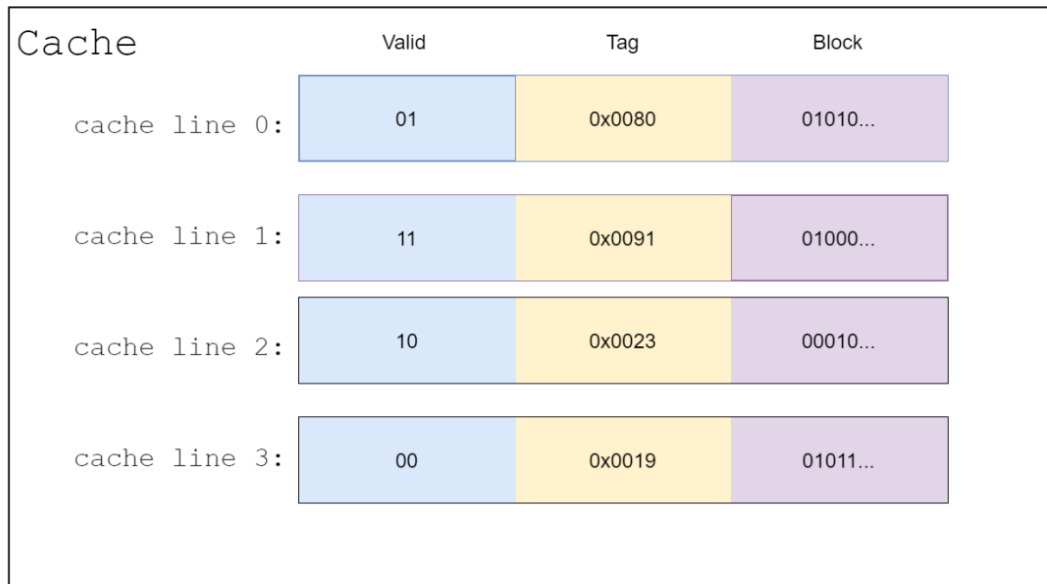 Cache Valid Tag Block
cache line 0: 01 0x0080 01010...
cache line 1: 11 0x0091 01000...
cache line 2: 10 0x0023 00010...
cache line 3: 00 0x0019 01011...